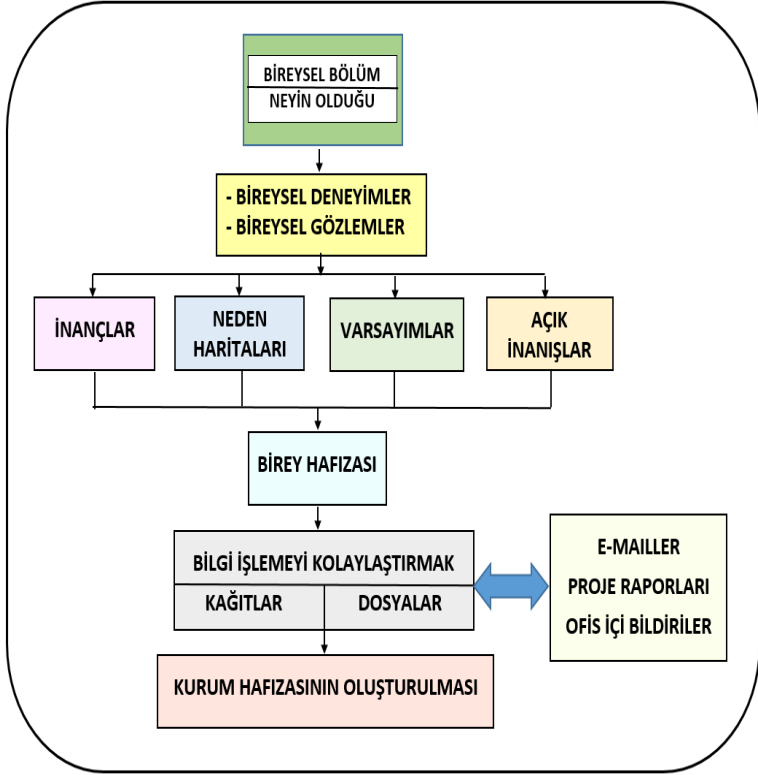 BİREYSEL BÖLÜM
NEYİN OLDUĞU
- BİREYSEL DENEYİMLER
- BİREYSEL GÖZLEMLER
İNANÇLAR
NEDEN
HARİTALARI
VARSAYIMLAR
AÇIK
İNANIŞLAR
BİREY HAFIZASI
BİLGİ İŞLEMEYİ KOLAYLAŞTIRMAK
KAĞITLAR
DOSYALAR
E-MAILLER
PROJE RAPORLARI
OFİS İÇİ BİLDİRİLER
KURUM HAFIZASININ OLUŞTURULMASI